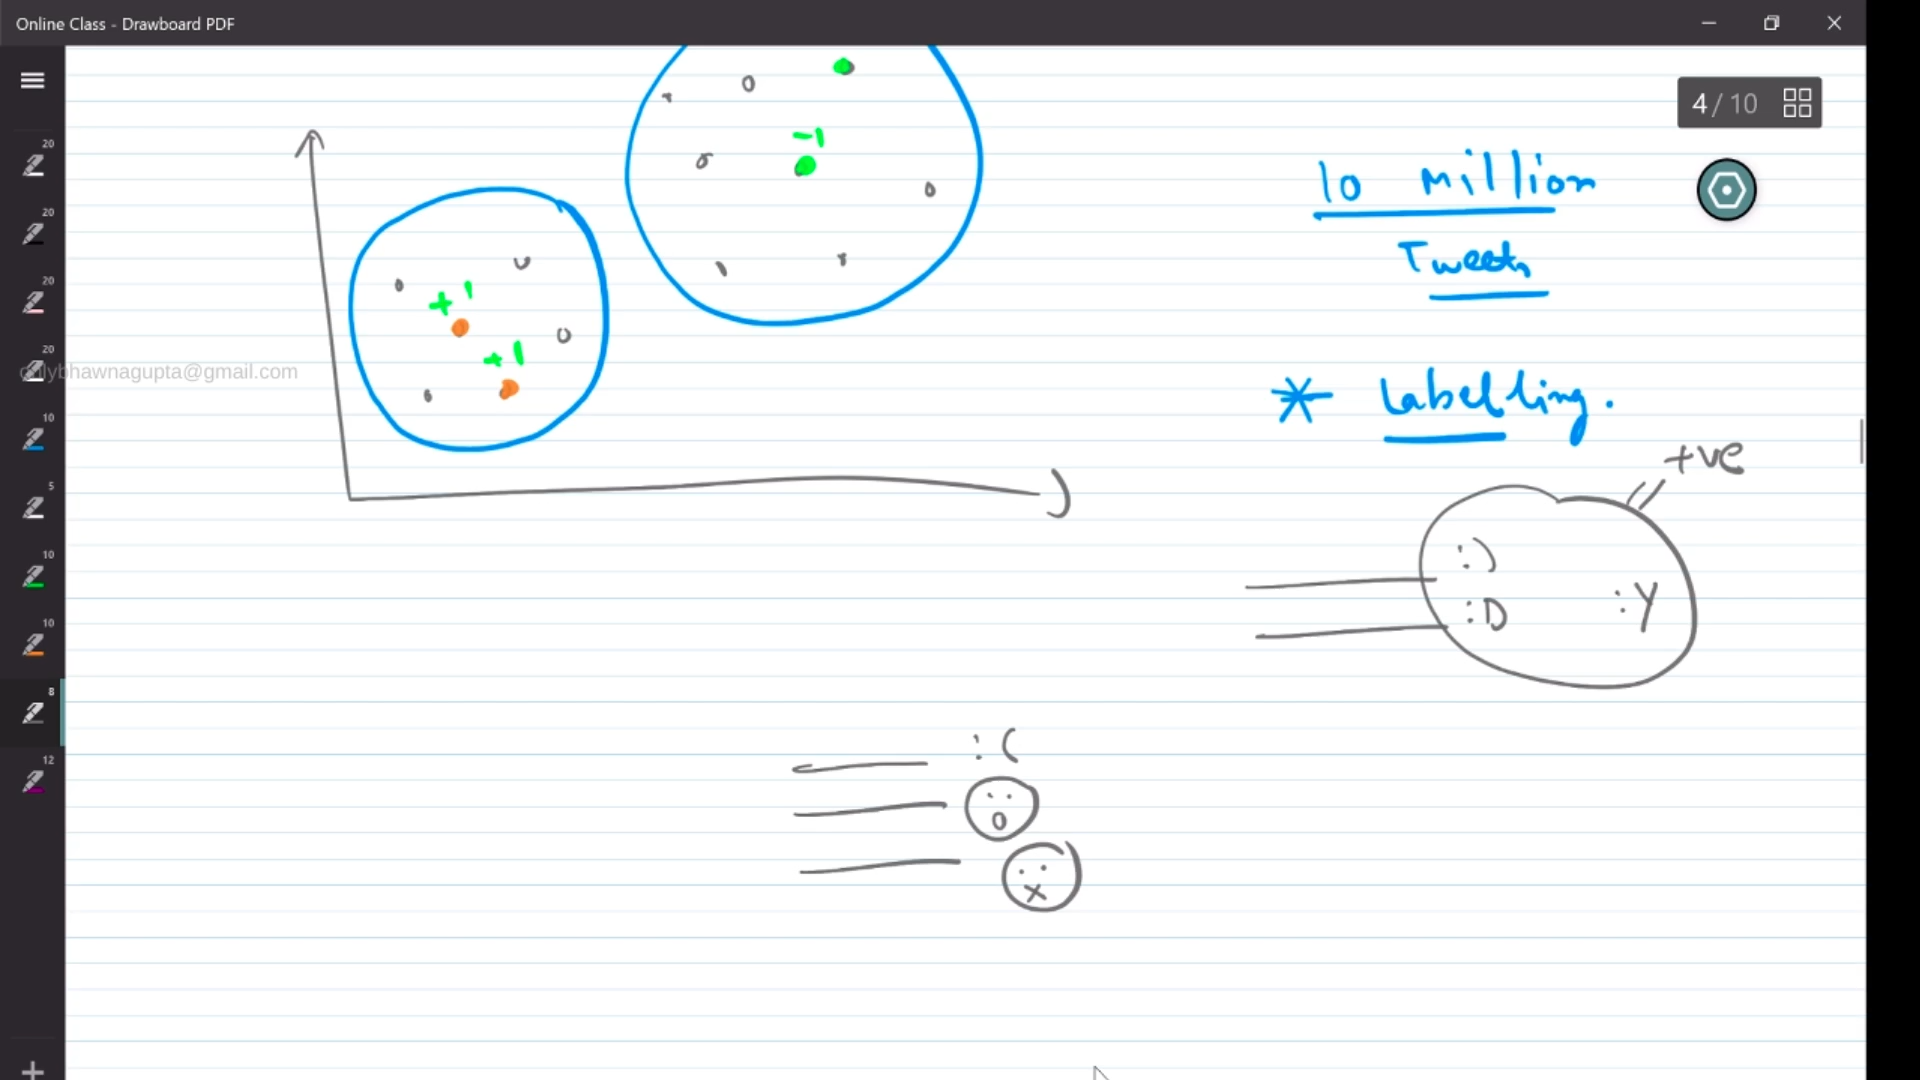 Online Class - Drawboard PDF
4 / 10
20
20
20
20
10
5
10
10
8
12
-1
+1
+1
10 million
Tweets
* Labelling.
+ve
:)
:D :Y
:(
onlybhawnagupta@gmail.com